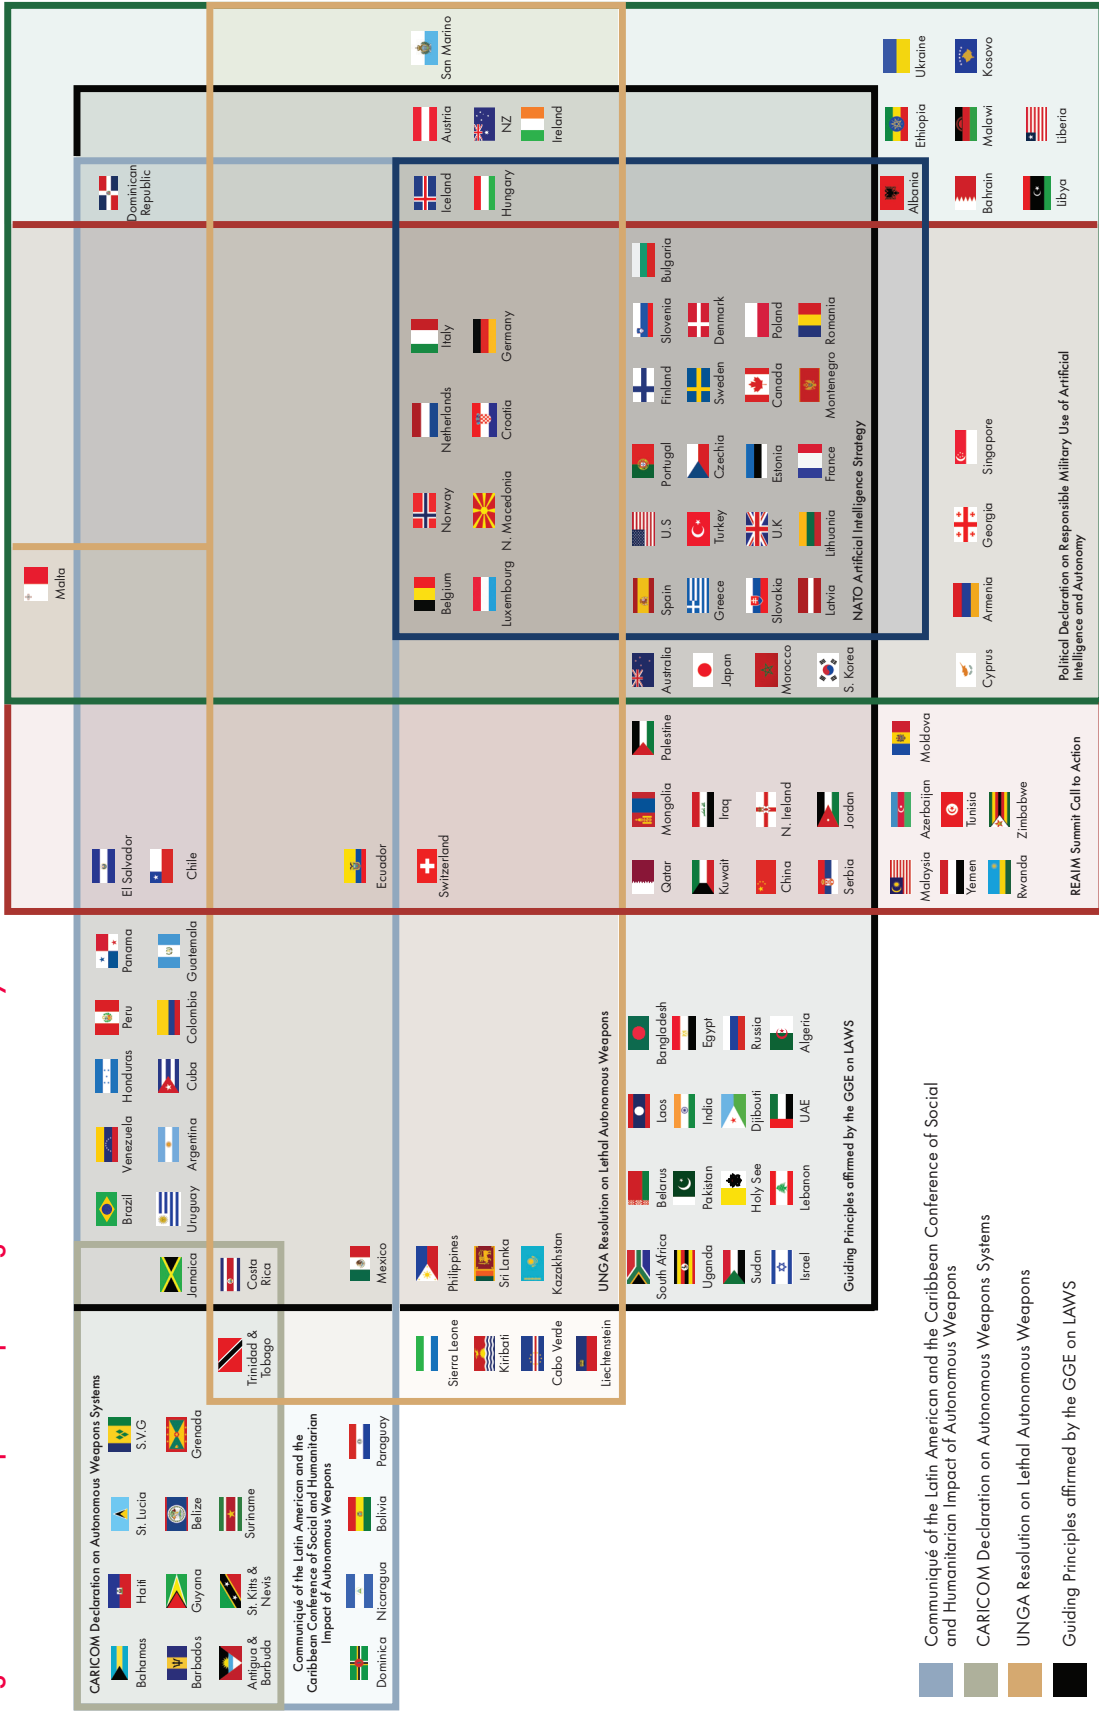 CARICOM Declaration on Autonomous Weapons Systems
Bahamas
Haiti
St. Lucia
S.V.G
Barbados
Guyana
Belize
Grenada
Antigua &
Barbuda
St. Kitts &
Nevis
Suriname
Trinidad &
Tobago
Jamaica
Costa
Rica
Communiqué of the Latin American and the
Caribbean Conference of Social and Humanitarian
Impact of Autonomous Weapons
Dominica
Nicaragua
Bolivia
Paraguay
Mexico
Brazil
Venezuela
Honduras
Peru
Panama
Uruguay
Argentina
Cuba
Colombia
Guatemala
El Salvador
Chile
Ecuador
Dominican
Republic
Malta
Sierra Leone
Kiribati
Cabo Verde
Liechtenstein
Philippines
Sri Lanka
Kazakhstan
UNGA Resolution on Lethal Autonomous Weapons
Switzerland
Belgium
Norway
Netherlands
Italy
Luxembourg
N. Macedonia
Croatia
Germany
Iceland
Hungary
Austria
NZ
Ireland
San Marino
South Africa
Belarus
Laos
Bangladesh
Uganda
Pakistan
India
Egypt
Sudan
Holy See
Djibouti
Russia
Israel
Lebanon
UAE
Algeria
Guiding Principles affirmed by the GGE on LAWS
Qatar
Mongolia
Palestine
Kuwait
Iraq
China
N. Ireland
Serbia
Jordan
Australia
Japan
Morocco
S. Korea
Spain
U.S
Portugal
Finland
Slovenia
Bulgaria
Greece
Turkey
Czechia
Sweden
Denmark
Slovakia
U.K
Estonia
Canada
Poland
Latvia
Lithuania
France
Montenegro
Romania
NATO Artificial Intelligence Strategy
Albania
Ethiopia
Ukraine
Bahrain
Malawi
Kosovo
Libya
Liberia
Malaysia
Azerbaijan
Moldova
Yemen
Tunisia
Rwanda
Zimbabwe
REAIM Summit Call to Action
Cyprus
Armenia
Georgia
Singapore
Political Declaration on Responsible Military Use of Artificial
Intelligence and Autonomy
Communiqué of the Latin American and the Caribbean Conference of Social
and Humanitarian Impact of Autonomous Weapons
CARICOM Declaration on Autonomous Weapons Systems
UNGA Resolution on Lethal Autonomous Weapons
Guiding Principles affirmed by the GGE on LAWS